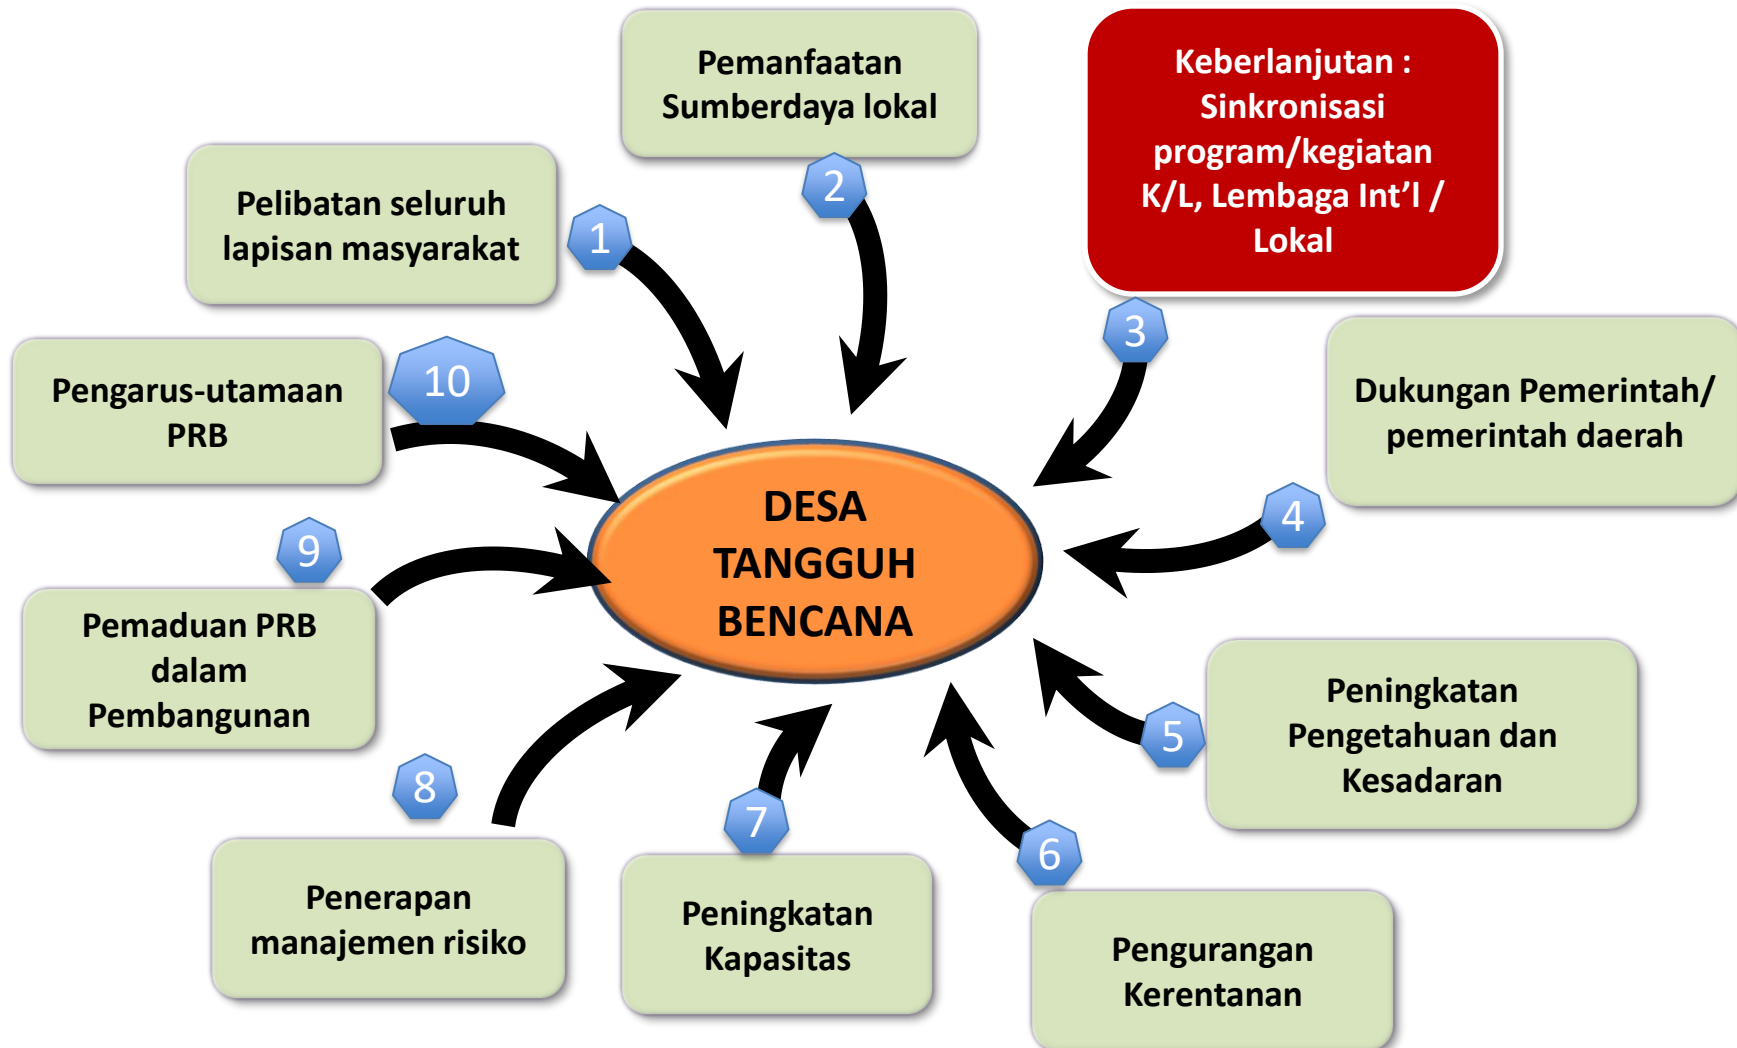 Pemanfaatan
Sumberdaya lokal
2
Keberlanjutan :
Sinkronisasi
program/kegiatan
K/L, Lembaga Int’l /
Lokal
3
Pelibatan seluruh
lapisan masyarakat
1
Pengarus-utamaan
PRB
10
Dukungan Pemerintah/
pemerintah daerah
4
DESA
TANGGUH
BENCANA
9
Pemaduan PRB
dalam
Pembangunan
Peningkatan
Pengetahuan dan
Kesadaran
5
8
Penerapan
manajemen risiko
7
Peningkatan
Kapasitas
6
Pengurangan
Kerentanan